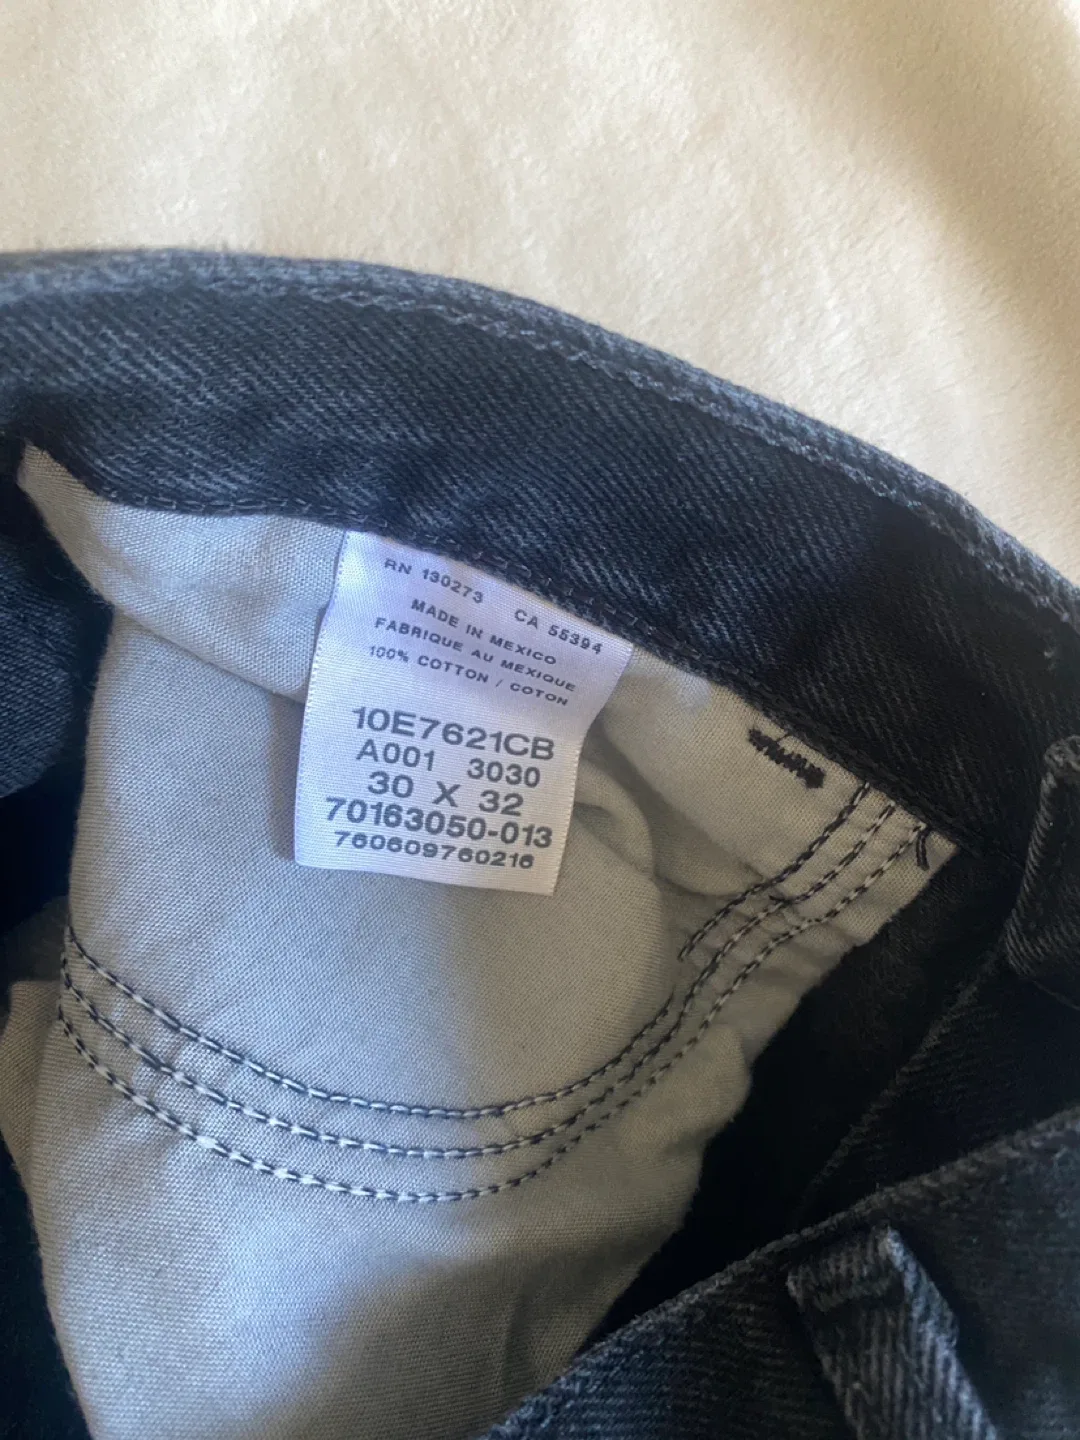 RN 130273 CA 55394
MADE IN MEXICO
FABRIQUE AU MEXIQUE
100% COTTON / COTON
10E7621CB
A001 3030
30 X 32
70163050-013
760609760216